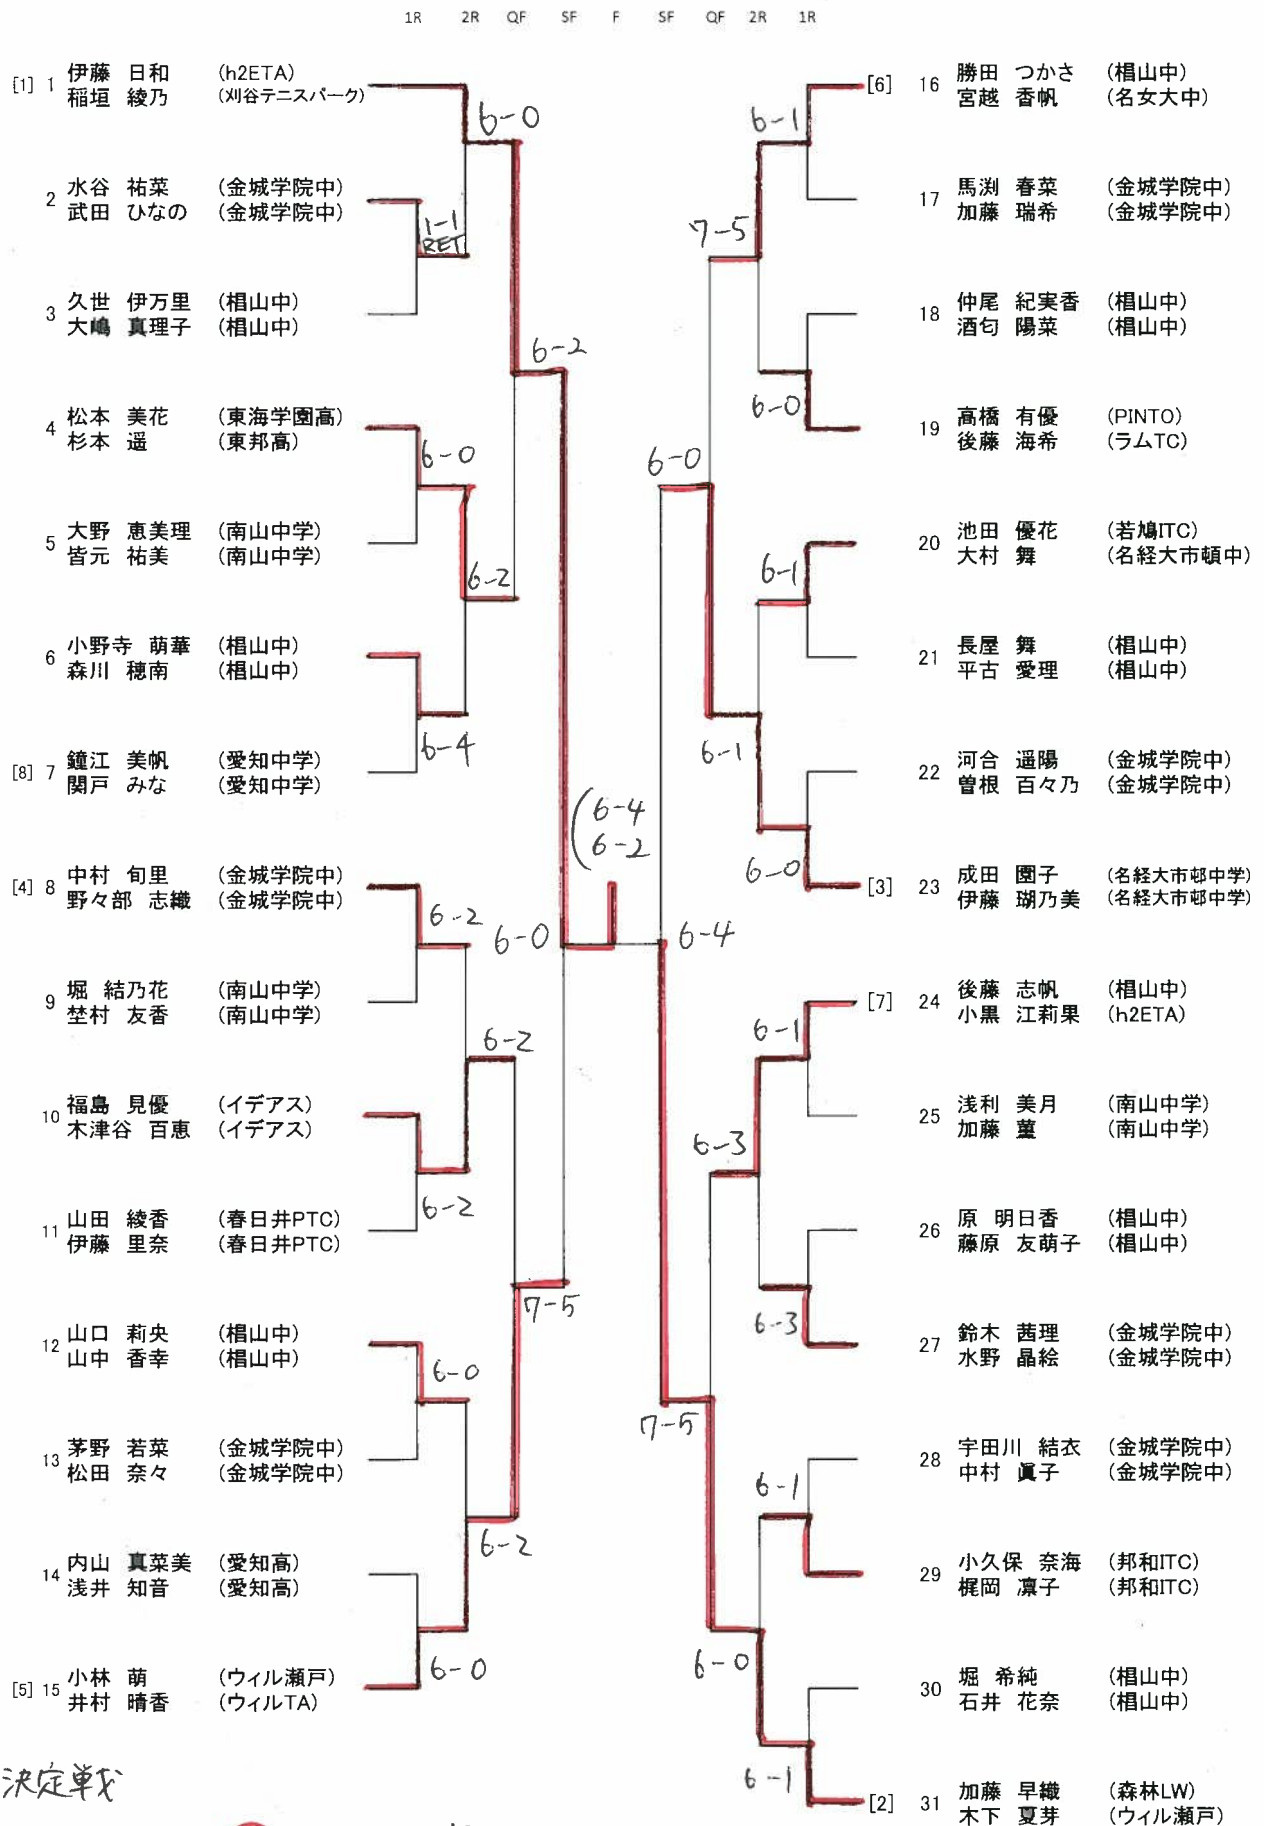 1R 2R QF SF F SF QF 2R 1R
[1] 1 伊藤 日和 (h2ETA)
稲垣 綾乃 (刈谷テニスパーク)
2 水谷 祐菜 (金城学院中)
武田 ひなの (金城学院中)
3 久世 伊万里 (椙山中)
大嶋 真理子 (椙山中)
4 松本 美花 (東海学園高)
杉本 遥 (東邦高)
5 大野 恵美理 (南山中学)
皆元 祐美 (南山中学)
6 小野寺 萌華 (椙山中)
森川 穂南 (椙山中)
[8] 7 鐘江 美帆 (愛知中学)
関戸 みな (愛知中学)
[4] 8 中村 旬里 (金城学院中)
野々部 志織 (金城学院中)
9 堀 結乃花 (南山中学)
埜村 友香 (南山中学)
10 福島 見優 (イデアス)
木津谷 百恵 (イデアス)
11 山田 綾香 (春日井PTC)
伊藤 里奈 (春日井PTC)
12 山口 莉央 (椙山中)
山中 香幸 (椙山中)
13 茅野 若菜 (金城学院中)
松田 奈々 (金城学院中)
14 内山 真菜美 (愛知高)
浅井 知音 (愛知高)
[5] 15 小林 萌 (ウィル瀬戸)
井村 晴香 (ウィルTA)
6-0
1-1
RET
6-2
6-0
6-2
6-4
6-2
6-0
6-2
6-2
7-5
6-0
6-2
6-0
(6-4
6-2
[6] 16 勝田 つかさ (椙山中)
宮越 香帆 (名女大中)
17 馬渕 春菜 (金城学院中)
加藤 瑞希 (金城学院中)
18 仲尾 紀実香 (椙山中)
酒匂 陽菜 (椙山中)
19 高橋 有優 (PINTO)
後藤 海希 (ラムTC)
20 池田 優花 (若鳩ITC)
大村 舞 (名経大市頓中)
21 長屋 舞 (椙山中)
平古 愛理 (椙山中)
22 河合 遥陽 (金城学院中)
曽根 百々乃 (金城学院中)
[3] 23 成田 園子 (名経大市邨中学)
伊藤 瑚乃美 (名経大市邨中学)
[7] 24 後藤 志帆 (椙山中)
小黒 江莉果 (h2ETA)
25 浅利 美月 (南山中学)
加藤 菫 (南山中学)
26 原 明日香 (椙山中)
藤原 友萌子 (椙山中)
27 鈴木 茜理 (金城学院中)
水野 晶絵 (金城学院中)
28 宇田川 結衣 (金城学院中)
中村 眞子 (金城学院中)
29 小久保 奈海 (邦和ITC)
梶岡 凛子 (邦和ITC)
30 堀 希純 (椙山中)
石井 花奈 (椙山中)
[2] 31 加藤 早織 (森林LW)
木下 夏芽 (ウィル瀬戸)
6-1
7-5
6-0
6-0
6-1
6-1
6-0
6-4
6-1
6-3
6-3
7-5
6-1
6-0
6-1
決定戦